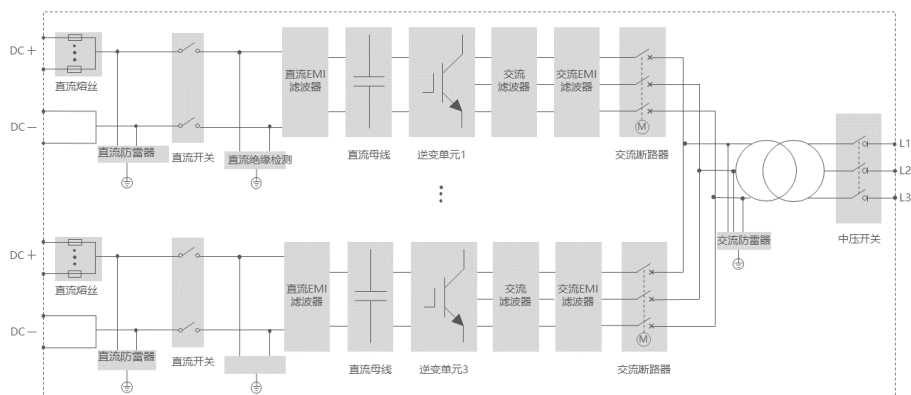 DC+
直流熔丝
DC—
直流防雷器
直流开关
直流绝缘检测
直流EMI
滤波器
直流母线
逆变单元1
交流
滤波器
交流EMI
滤波器
M
交流断路器
L1
L2
L3
交流防雷器
中压开关
DC+
直流熔丝
DC—
直流防雷器
直流开关
直流EMI
滤波器
直流母线
逆变单元3
交流
滤波器
交流EMI
滤波器
M
交流断路器